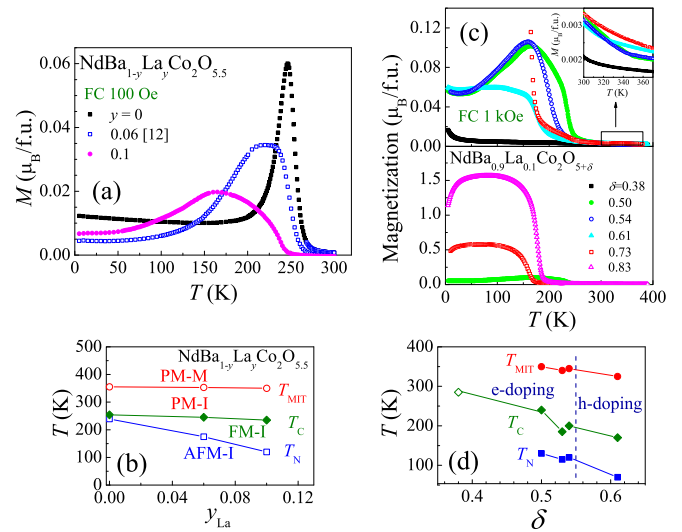 (a)
NdBa1-yLayCo2O5.5
FC 100 Oe
y = 0
0.06 [12]
0.1
M (μB/f.u.)
0.06
0.04
0.02
0.00
0 50 100 150 200 250 300
T (K)
(c)
FC 1 kOe
Magnetization (μB/f.u.)
0.12
0.06
0.00
M (μB/f.u.)
0.003
0.002
300 320 340 360
T (K)
NdBa0.9La0.1Co2O5+δ
δ=0.38
0.50
0.54
0.61
0.73
0.83
1.5
1.0
0.5
0.0
0 100 200 300 400
T (K)
(b)
NdBa1-yLayCo2O5.5
PM-M
TMIT
PM-I
TC
FM-I
AFM-I
TN
T (K)
500
400
300
200
100
0
0.00 0.04 0.08 0.12
yLa
(d)
TMIT
e-doping
h-doping
TC
TN
T (K)
400
300
200
100
0.4 0.5 0.6
δ